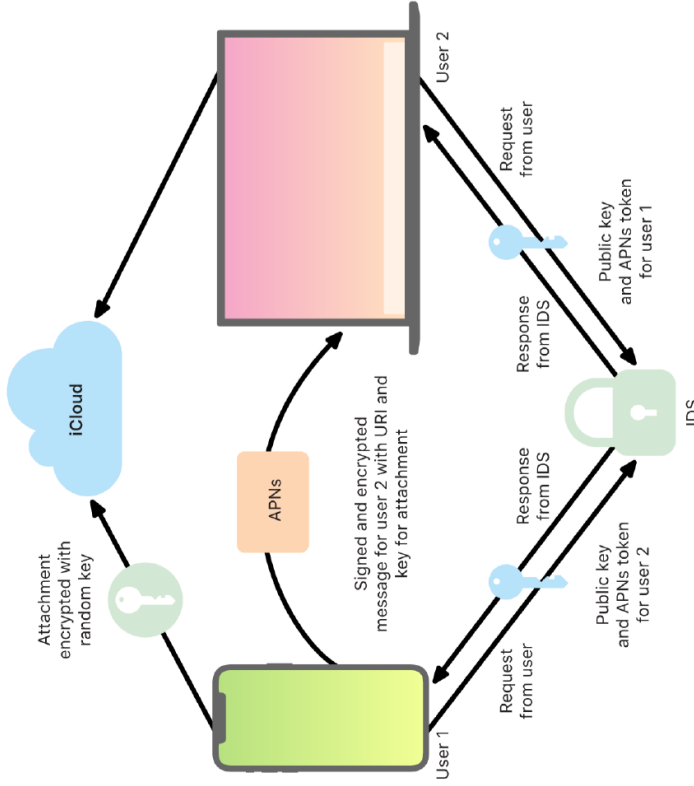 Attachment
encrypted with
random key
iCloud
APNs
Signed and encrypted
message for user 2 with URI and
key for attachment
User 1
User 2
Request
from user
Response
from IDS
Response
from IDS
Request
from user
Public key
and APNs token
for user 2
Public key
and APNs token
for user 1
IDS